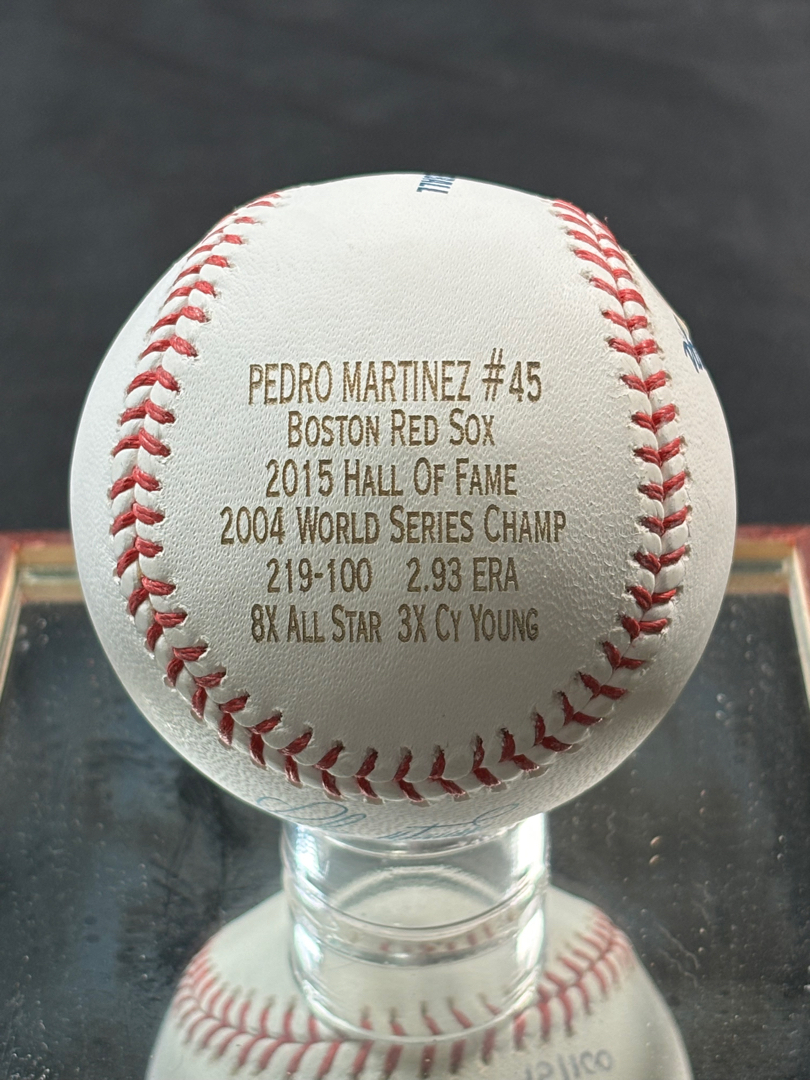 PEDRO MARTINEZ #45
BOSTON RED SOX
2015 HALL OF FAME
2004 WORLD SERIES CHAMP
219-100 2.93 ERA
8X ALL STAR 3X CY YOUNG